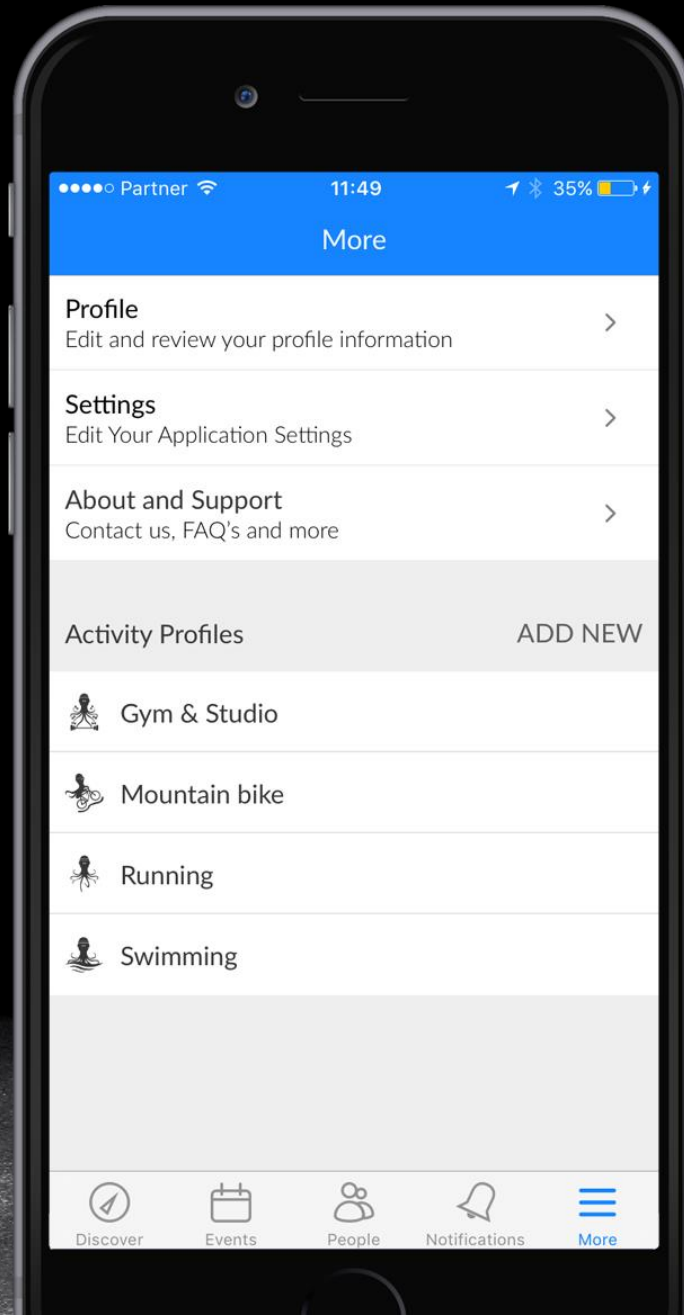 Partner 11:49 35%
More
Profile
Edit and review your profile information
Settings
Edit Your Application Settings
About and Support
Contact us, FAQ's and more
Activity Profiles ADD NEW
Gym & Studio
Mountain bike
Running
Swimming
Discover Events People Notifications More